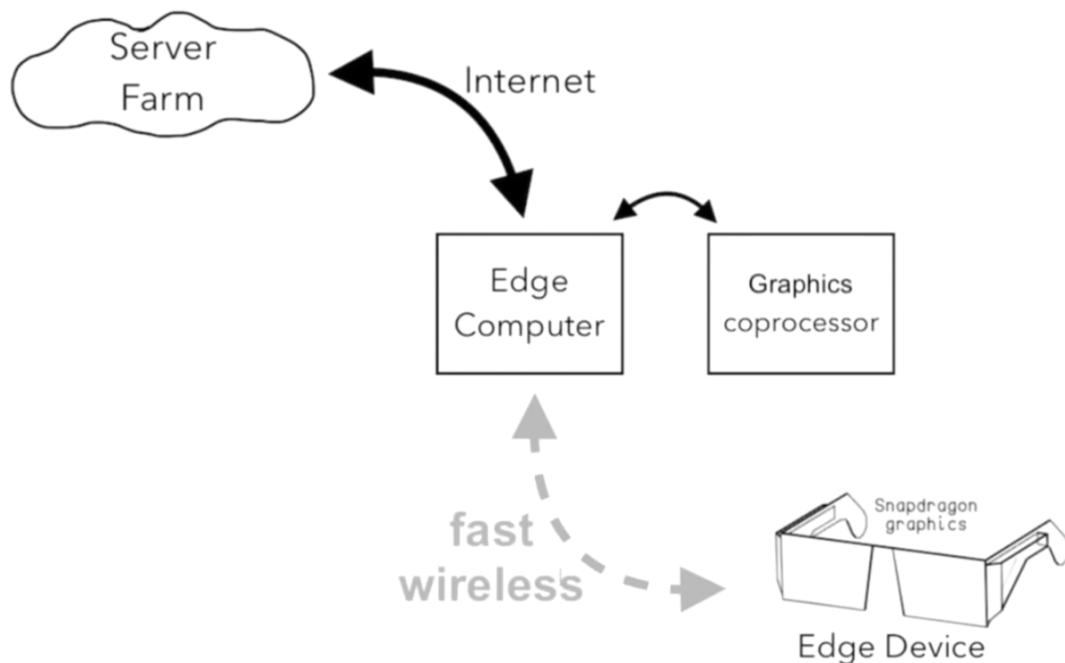 Server
Farm
Internet
Edge
Computer
Graphics
coprocessor
fast
wireless
Snapdragon
graphics
Edge Device